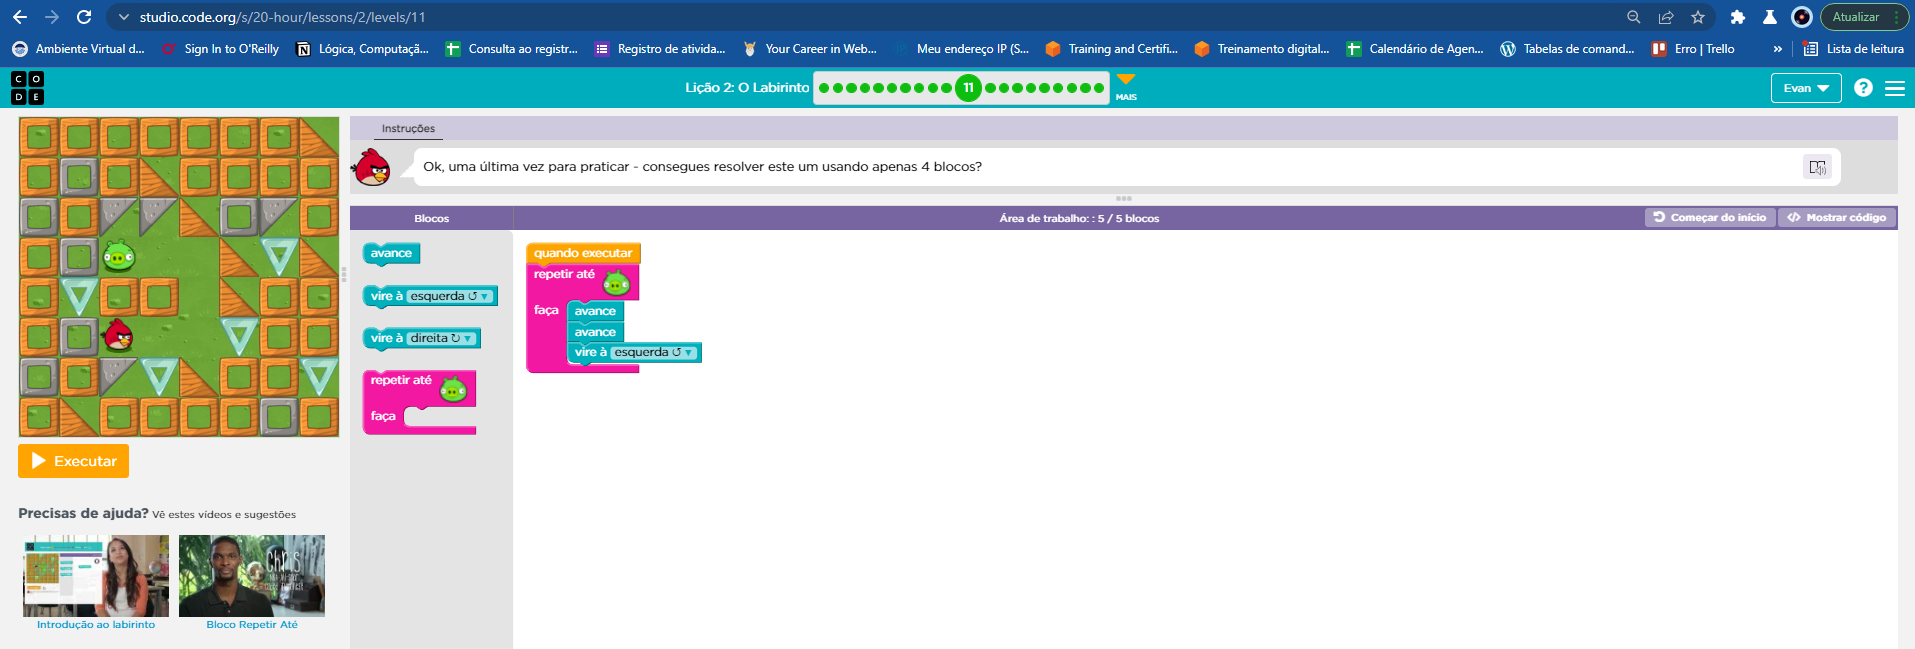 studio.code.org/s/20-hour/lessons/2/levels/11
Atualizar
Ambiente Virtual d...
Sign In to O'Reilly
Lógica, Computaçã...
Consulta ao registr...
Registro de ativida...
Your Career in Web...
Meu endereço IP (S...
Training and Certifi...
Treinamento digital...
Calendário de Agen...
Tabelas de comand...
Erro | Trello
»
Lista de leitura
C O
D E
Lição 2: O Labirinto
11
MAIS
Evan
?
Instruções
Ok, uma última vez para praticar - consegues resolver este um usando apenas 4 blocos?
Blocos
Área de trabalho: : 5 / 5 blocos
Começar do início
Mostrar código
avance
vire à esquerda ↺ ▾
vire à direita ↻ ▾
repetir até
faça
quando executar
repetir até
faça
avance
avance
vire à esquerda ↺ ▾
Executar
Precisas de ajuda? Vê estes vídeos e sugestões
Chris
Introdução ao labirinto
Bloco Repetir Até